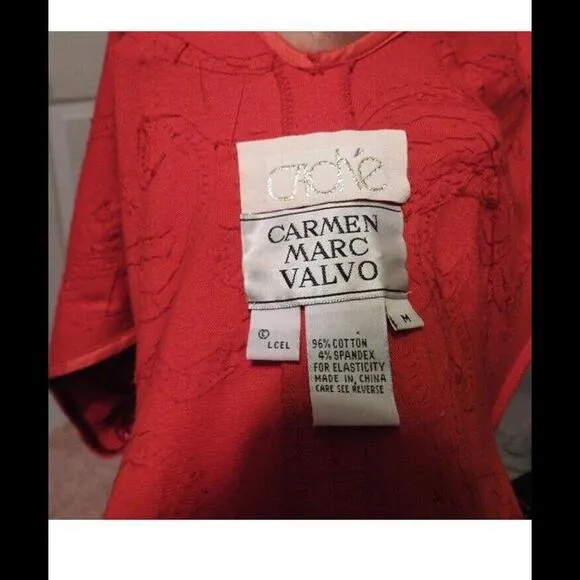 Caché
CARMEN
MARC
VALVO
©
LCEL
M
96% COTTON
4% SPANDEX
FOR ELASTICITY
MADE IN CHINA
CARE SEE REVERSE